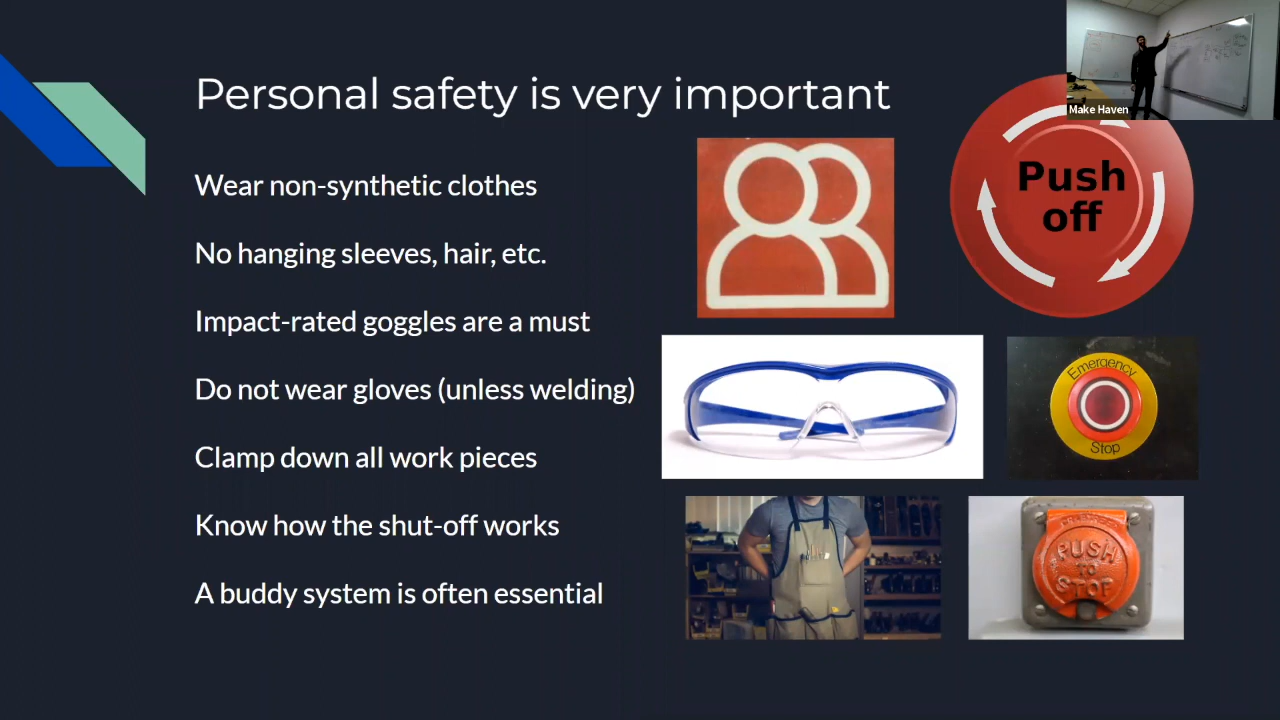 Personal safety is very important
Make Haven
Wear non-synthetic clothes
No hanging sleeves, hair, etc.
Impact-rated goggles are a must
Do not wear gloves (unless welding)
Clamp down all work pieces
Know how the shut-off works
A buddy system is often essential
Push
off
Emergency
Stop
PUSH
TO
STOP